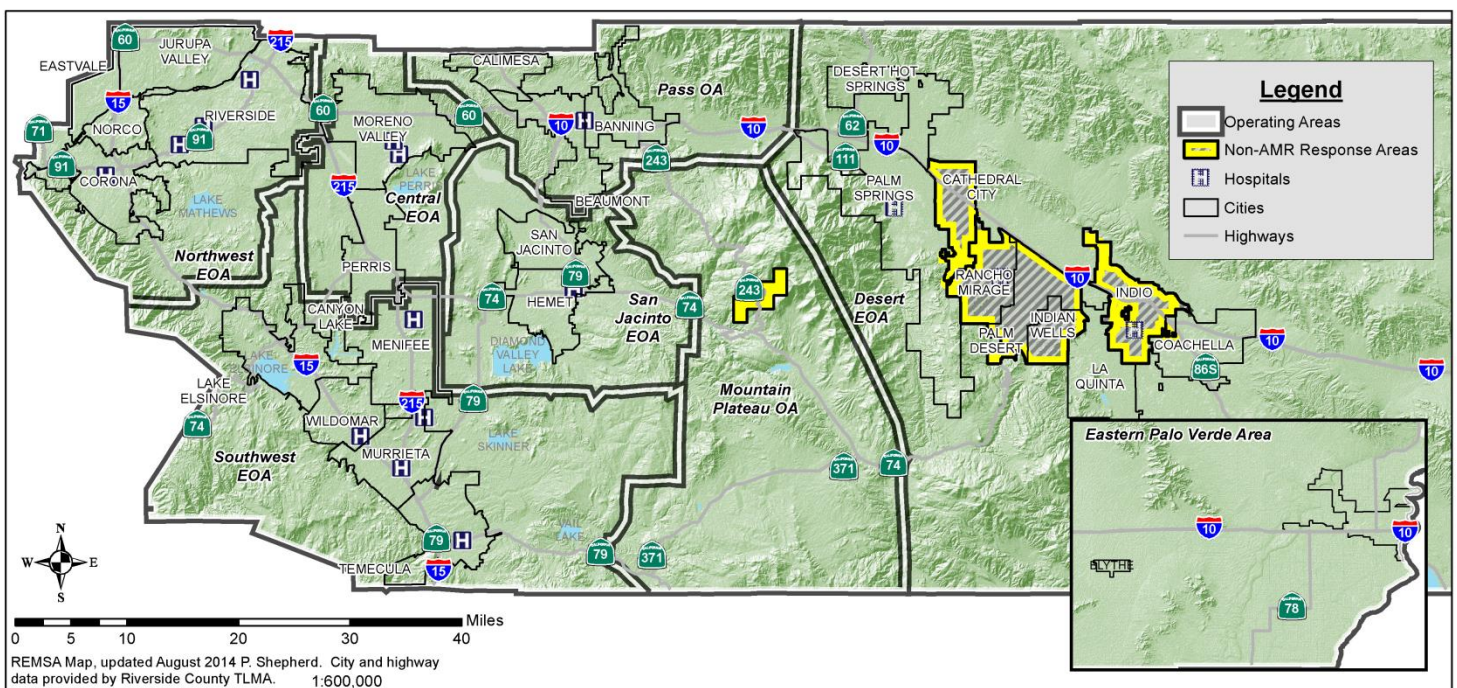 60
215
JURUPA
VALLEY
EASTVALE
15
71
NORCO
RIVERSIDE
91
91
CORONA
LAKE
MATHEWS
Northwest
EOA
60
MORENO
VALLEY
215
LAKE
PERRIS
Central
EOA
PERRIS
CANYON
LAKE
MENIFEE
CALIMESA
60
10
BANNING
Pass OA
10
243
BEAUMONT
SAN
JACINTO
79
HEMET
74
San
Jacinto
EOA
74
DIAMOND
VALLEY
LAKE
79
LAKE
ELSINORE
15
LAKE
ELSINORE
74
WILDOMAR
215
MURRIETA
Southwest
EOA
LAKE
SKINNER
79
TEMECULA
15
VAIL
LAKE
79
371
243
Mountain
Plateau OA
371
74
Desert
EOA
DESERT HOT
SPRINGS
62
111
10
PALM
SPRINGS
CATHEDRAL
CITY
RANCHO
MIRAGE
PALM
DESERT
INDIAN
WELLS
10
INDIO
LA
QUINTA
COACHELLA
86S
10
10
Legend
Operating Areas
Non-AMR Response Areas
H Hospitals
Cities
Highways
Eastern Palo Verde Area
10
10
BLYTHE
78
N
W E
S
0 5 10 20 30 40 Miles
REMSA Map, updated August 2014 P. Shepherd. City and highway
data provided by Riverside County TLMA. 1:600,000